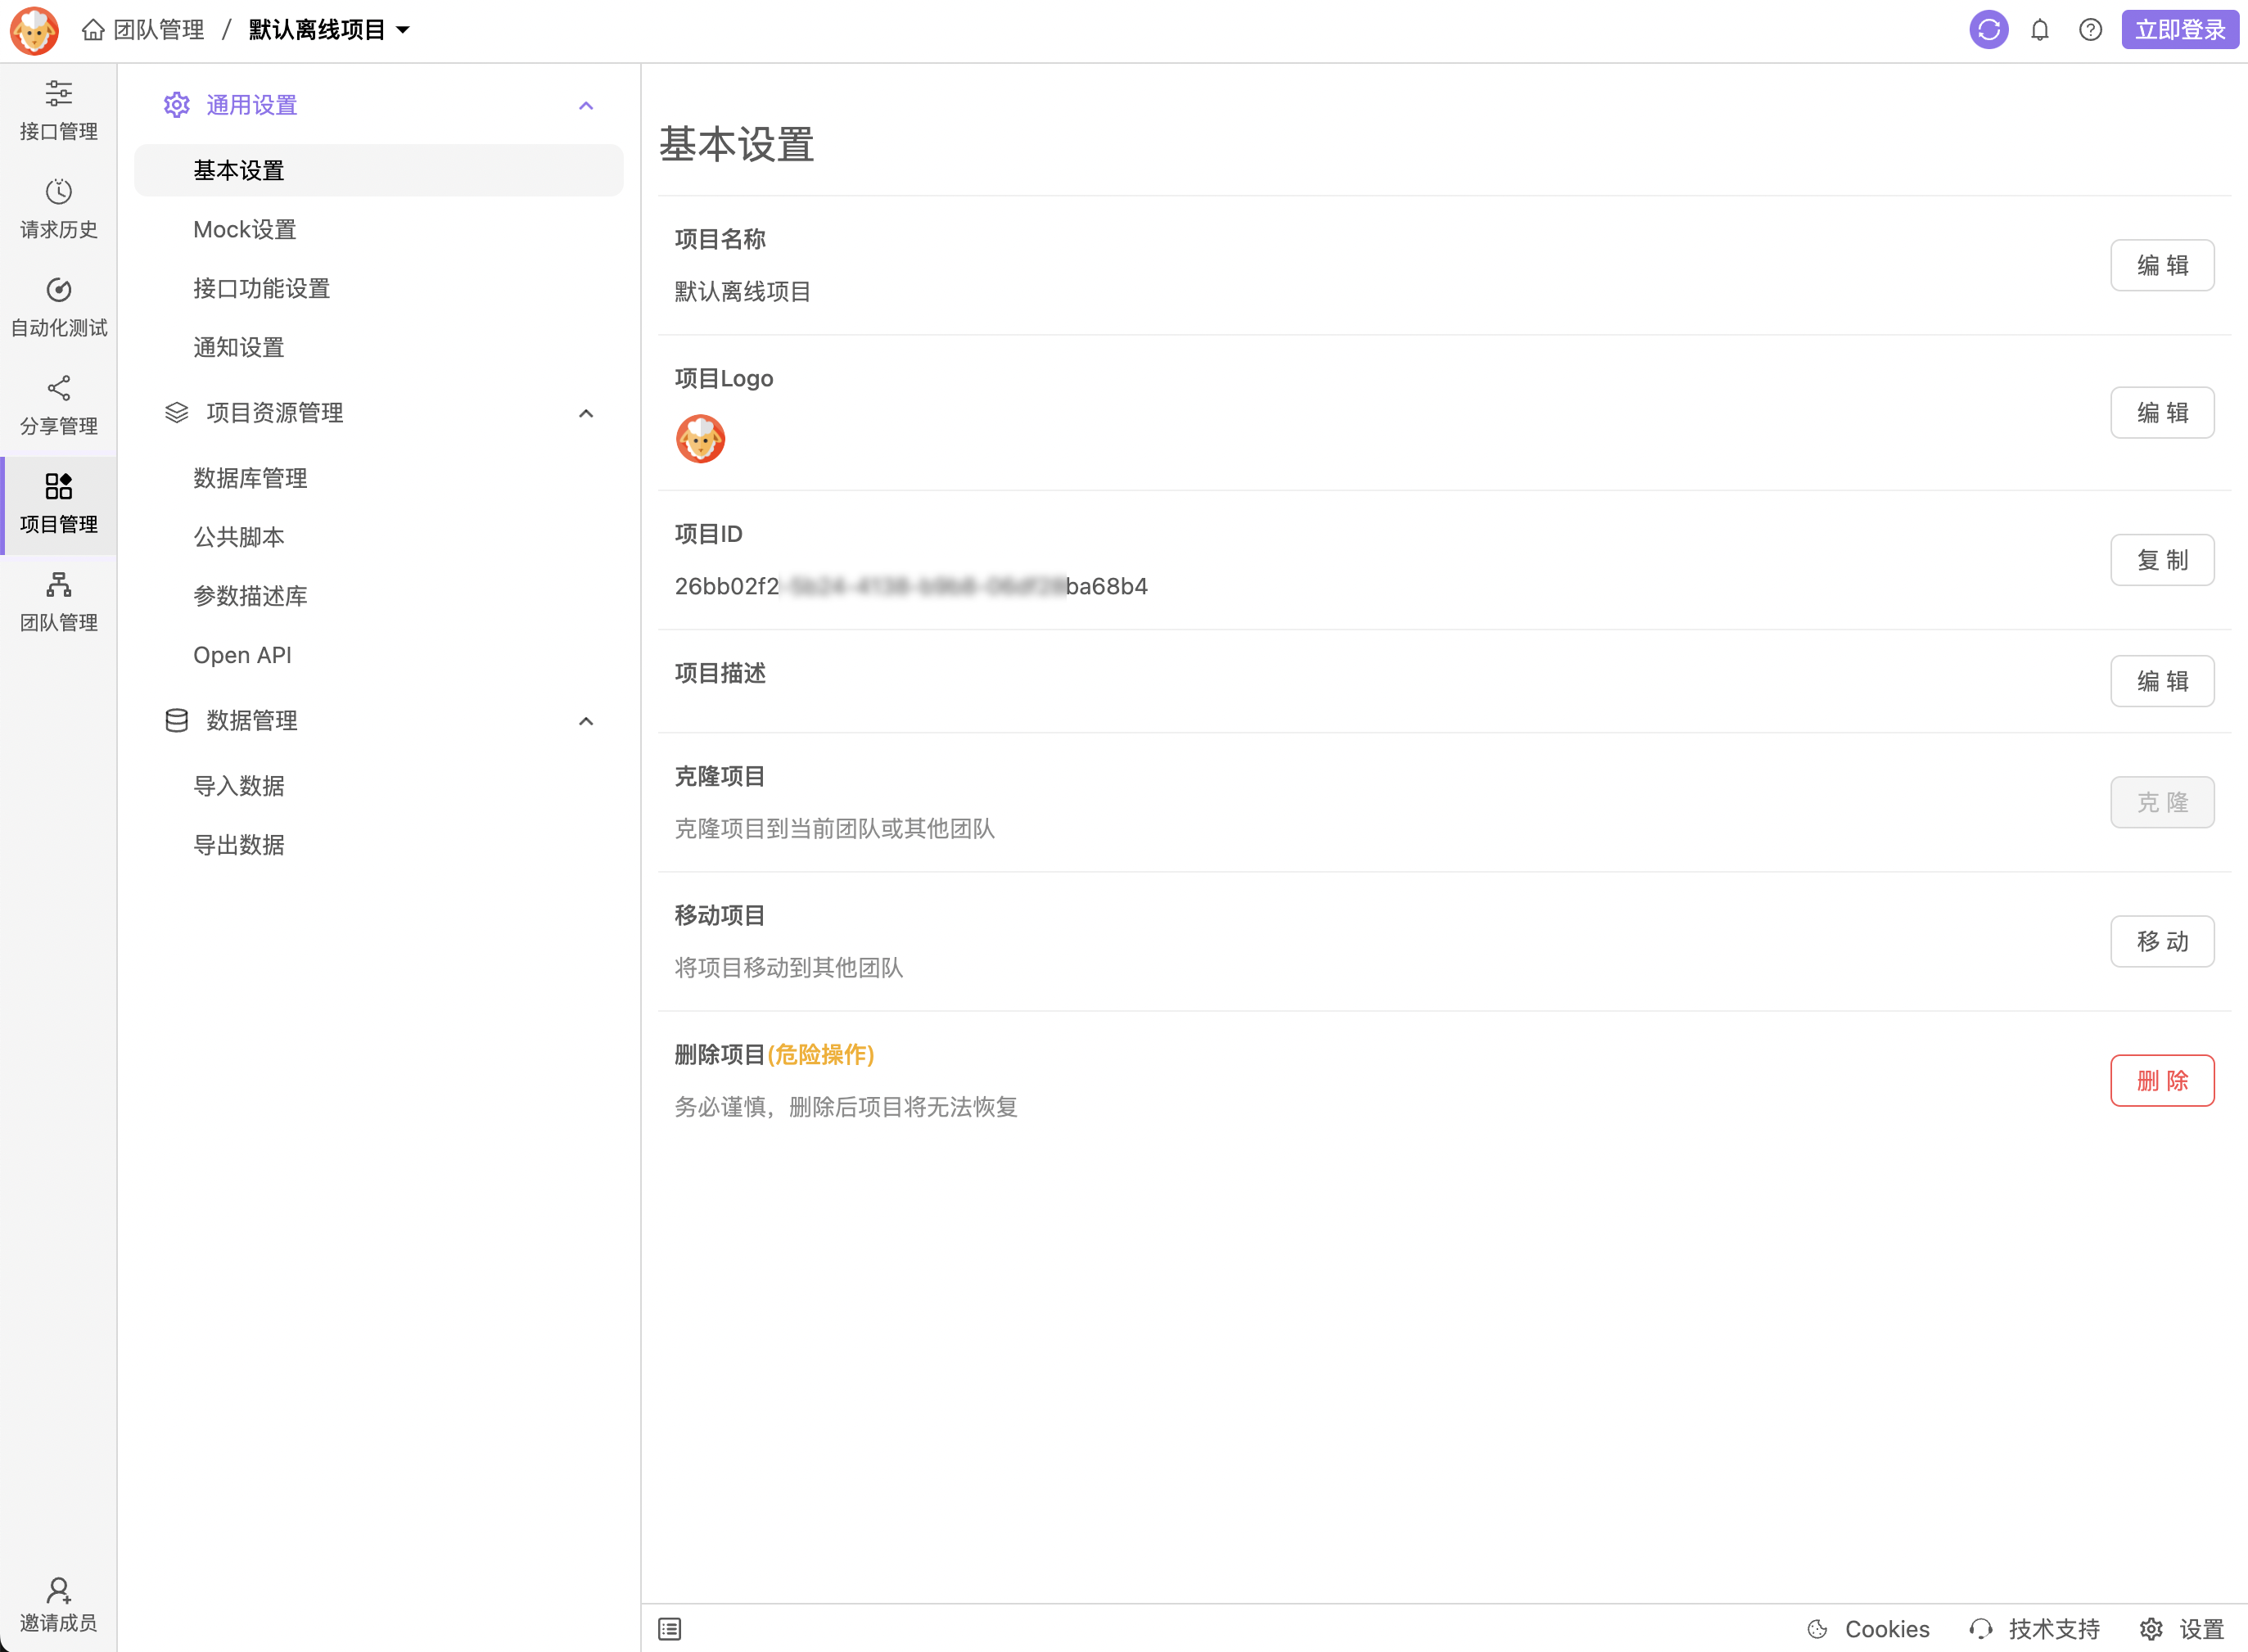 团队管理 / 默认离线项目
立即登录
接口管理
请求历史
自动化测试
分享管理
项目管理
团队管理
邀请成员
通用设置
基本设置
Mock设置
接口功能设置
通知设置
项目资源管理
数据库管理
公共脚本
参数描述库
Open API
数据管理
导入数据
导出数据
基本设置
项目名称
默认离线项目
编 辑
项目Logo
编 辑
项目ID
26bb02f2 ba68b4
复 制
项目描述
编 辑
克隆项目
克隆项目到当前团队或其他团队
克 隆
移动项目
将项目移动到其他团队
移 动
删除项目(危险操作)
务必谨慎，删除后项目将无法恢复
删 除
Cookies 技术支持 设置